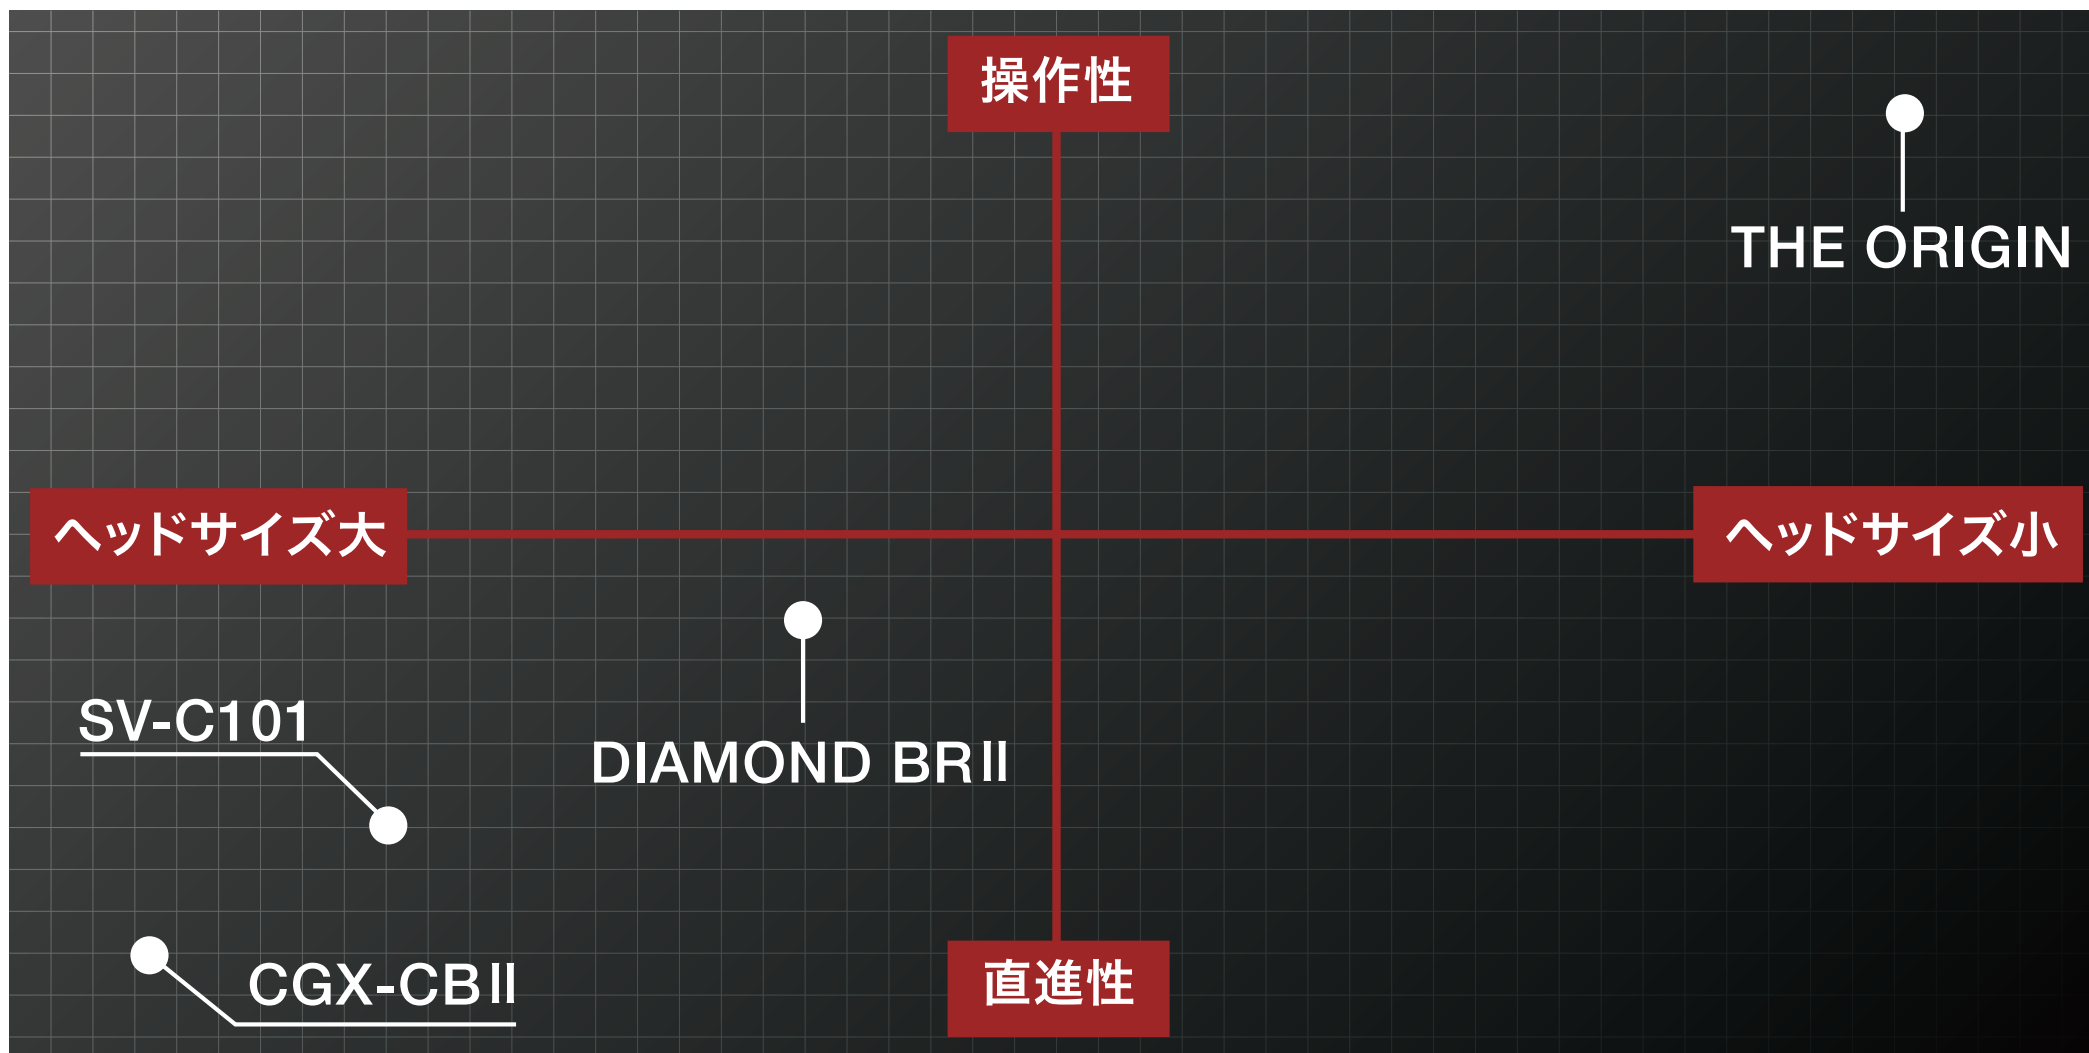 操作性
THE ORIGIN
ヘッドサイズ大
ヘッドサイズ小
SV-C101
DIAMOND BRⅡ
CGX-CBⅡ
直進性